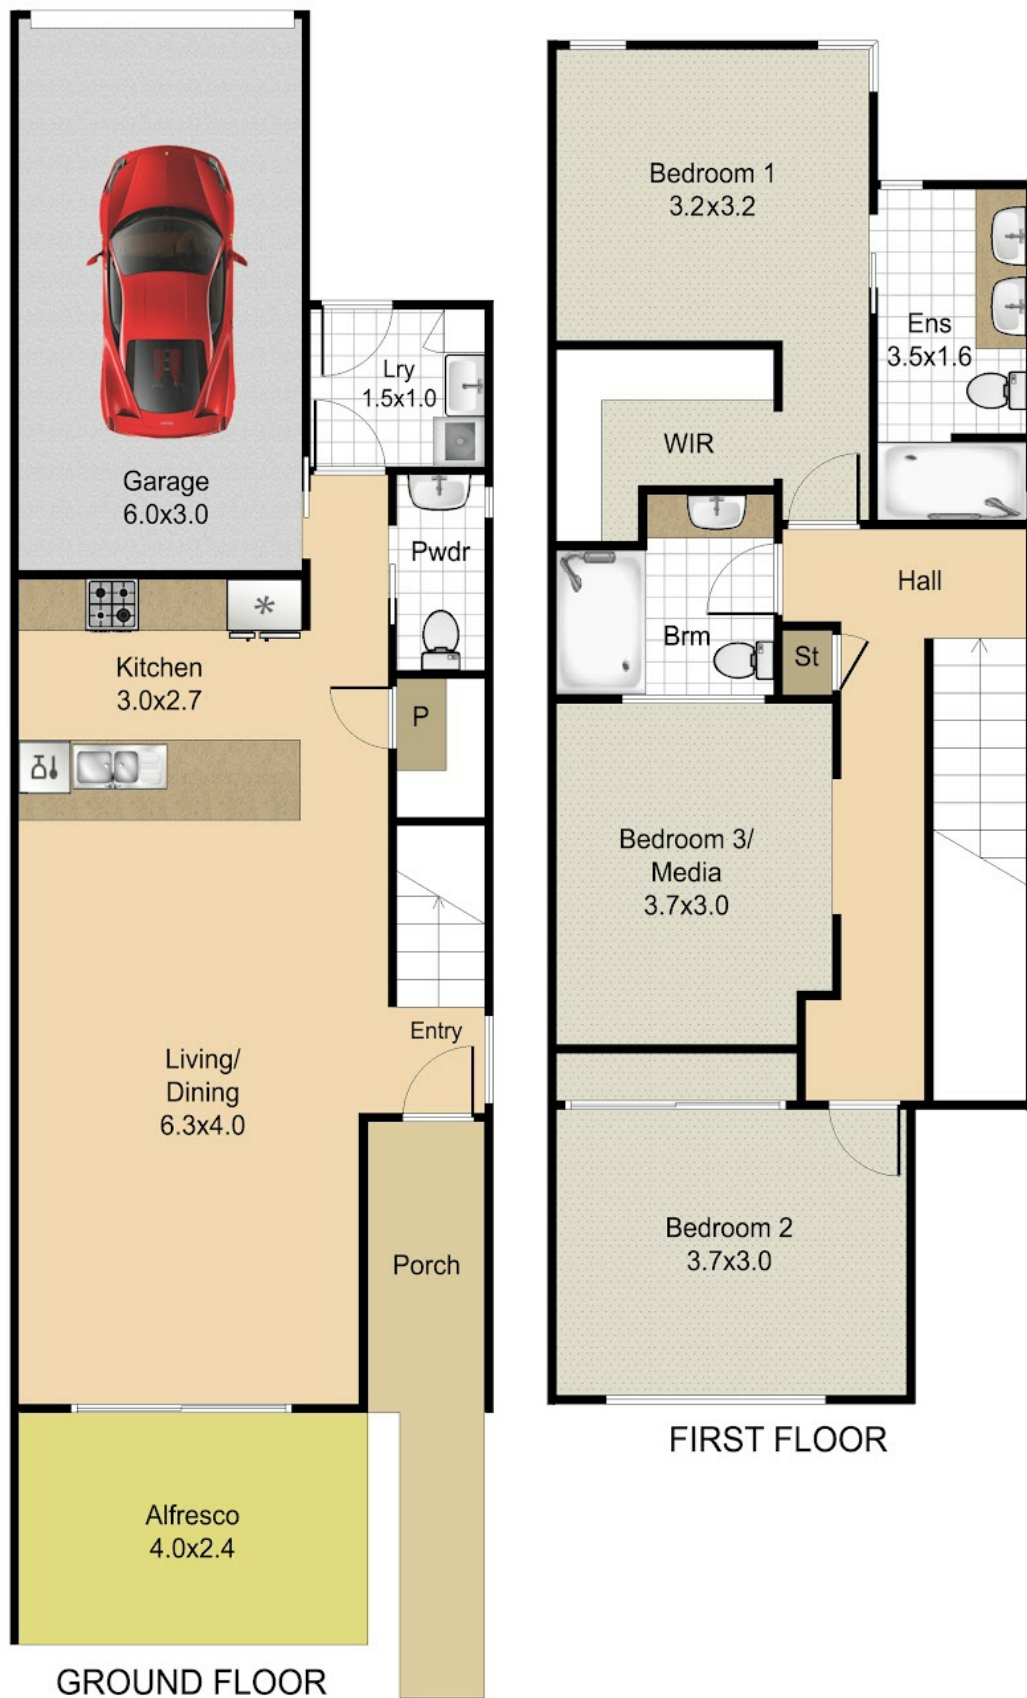 Garage
6.0x3.0
Lry
1.5x1.0
Pwdr
Kitchen
3.0x2.7
P
Entry
Living/
Dining
6.3x4.0
Porch
Alfresco
4.0x2.4
GROUND FLOOR
Bedroom 1
3.2x3.2
Ens
3.5x1.6
WIR
Hall
Brm
St
Bedroom 3/
Media
3.7x3.0
Bedroom 2
3.7x3.0
FIRST FLOOR